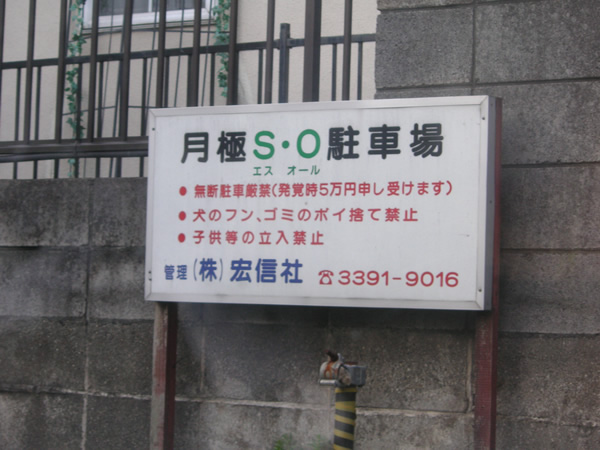 月極S・O駐車場
エス オール
● 無断駐車厳禁(発覚時5万円申し受けます)
● 犬のフン、ゴミのポイ捨て禁止
● 子供等の立入禁止
管理 (株) 宏信社 ☎3391-9016